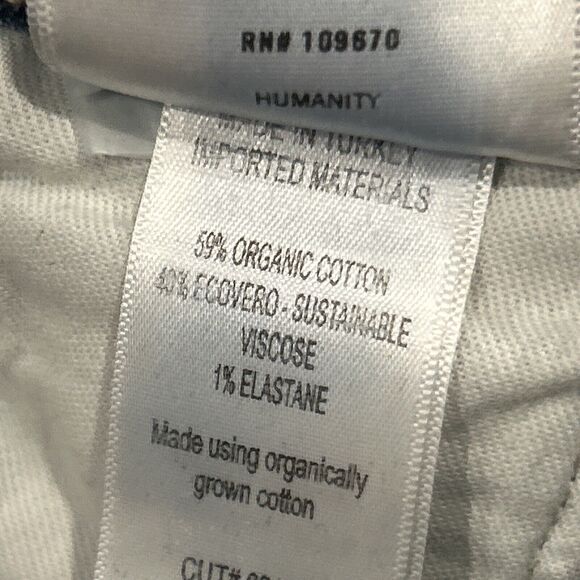 RN# 109670
HUMANITY
MADE IN TURKEY
IMPORTED MATERIALS
59% ORGANIC COTTON
40% ECOVERO - SUSTAINABLE
VISCOSE
1% ELASTANE
Made using organically
grown cotton
CUT#